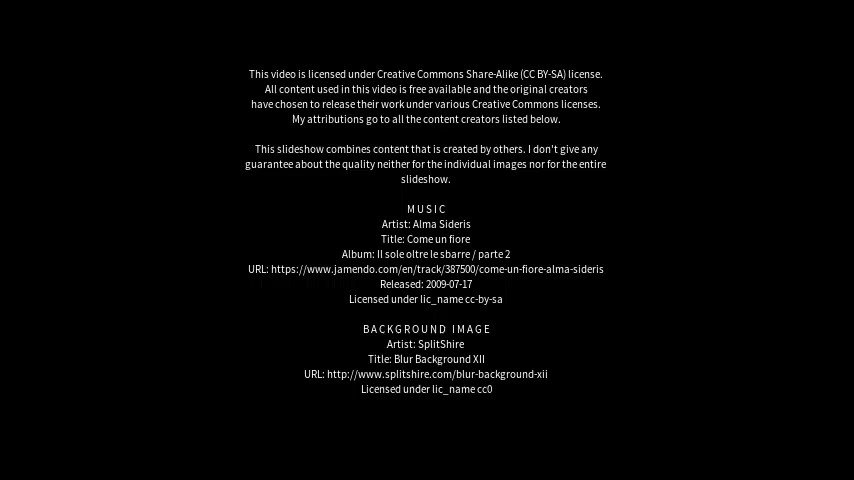 This video is licensed under Creative Commons Share-Alike (CC BY-SA) license.
All content used in this video is free available and the original creators
have chosen to release their work under various Creative Commons licenses.
My attributions go to all the content creators listed below.
This slideshow combines content that is created by others. I don't give any
guarantee about the quality neither for the individual images nor for the entire
slideshow.
MUSIC
Artist: Alma Sideris
Title: Come un fiore
Album: Il sole oltre le sbarre / parte 2
URL: https://www.jamendo.com/en/track/387500/come-un-fiore-alma-sideris
Released: 2009-07-17
Licensed under lic_name cc-by-sa
BACKGROUND IMAGE
Artist: SplitShire
Title: Blur Background XII
URL: http://www.splitshire.com/blur-background-xii
Licensed under lic_name cc0